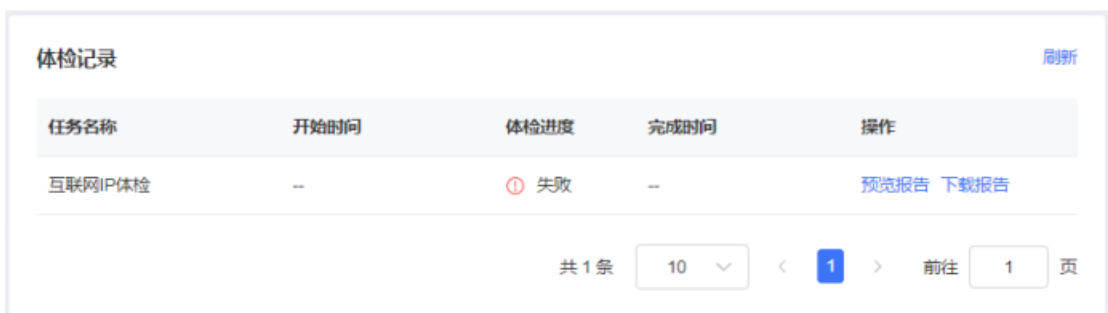 体检记录 刷新
任务名称 开始时间 体检进度 完成时间 操作
互联网IP体检 -- 失败 -- 预览报告 下载报告
共 1 条 10 1 前往 1 页